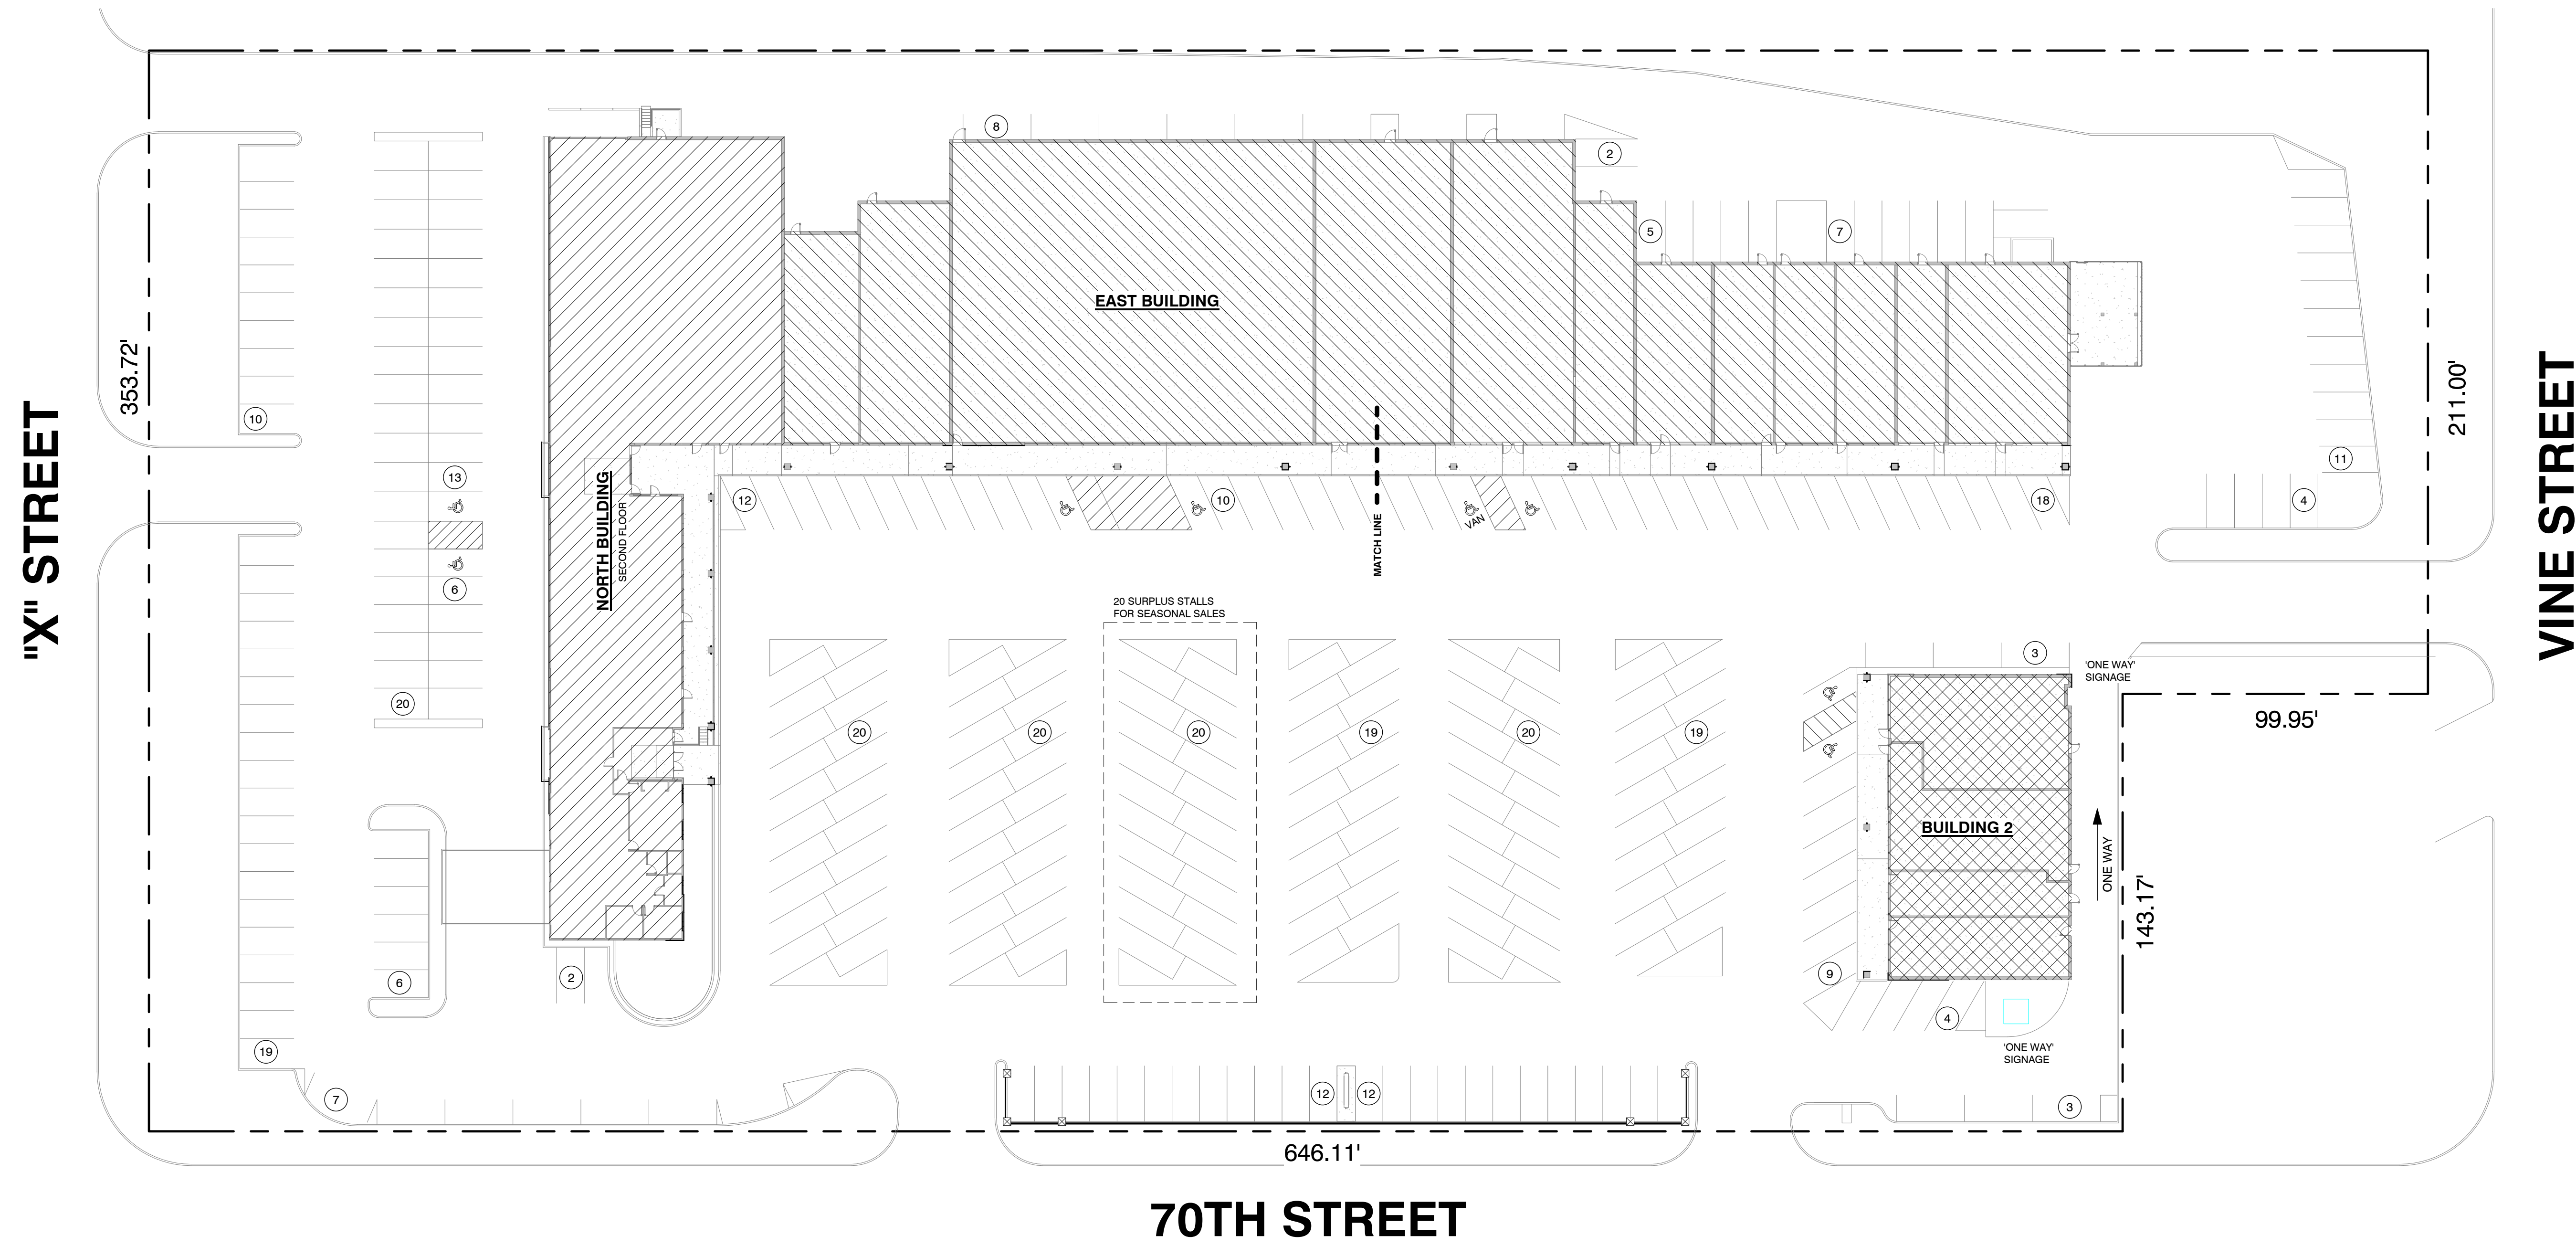 8
2
5
7
EAST BUILDING
353.72'
"X" STREET
211.00'
VINE STREET
10
13
12
10
18
11
4
VAN
MATCH LINE
NORTH BUILDING
SECOND FLOOR
6
20
20 SURPLUS STALLS
FOR SEASONAL SALES
20
20
20
19
20
19
3
'ONE WAY'
SIGNAGE
99.95'
BUILDING 2
ONE WAY
143.17'
6
2
9
4
'ONE WAY'
SIGNAGE
19
7
12
12
3
646.11'
70TH STREET